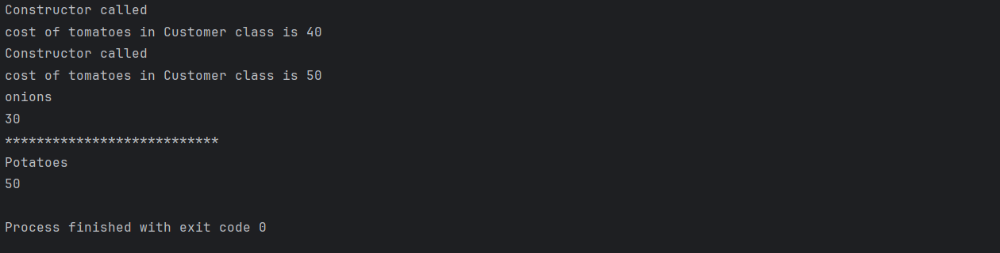 Constructor called
cost of tomatoes in Customer class is 40
Constructor called
cost of tomatoes in Customer class is 50
onions
30
***************************
Potatoes
50
Process finished with exit code 0